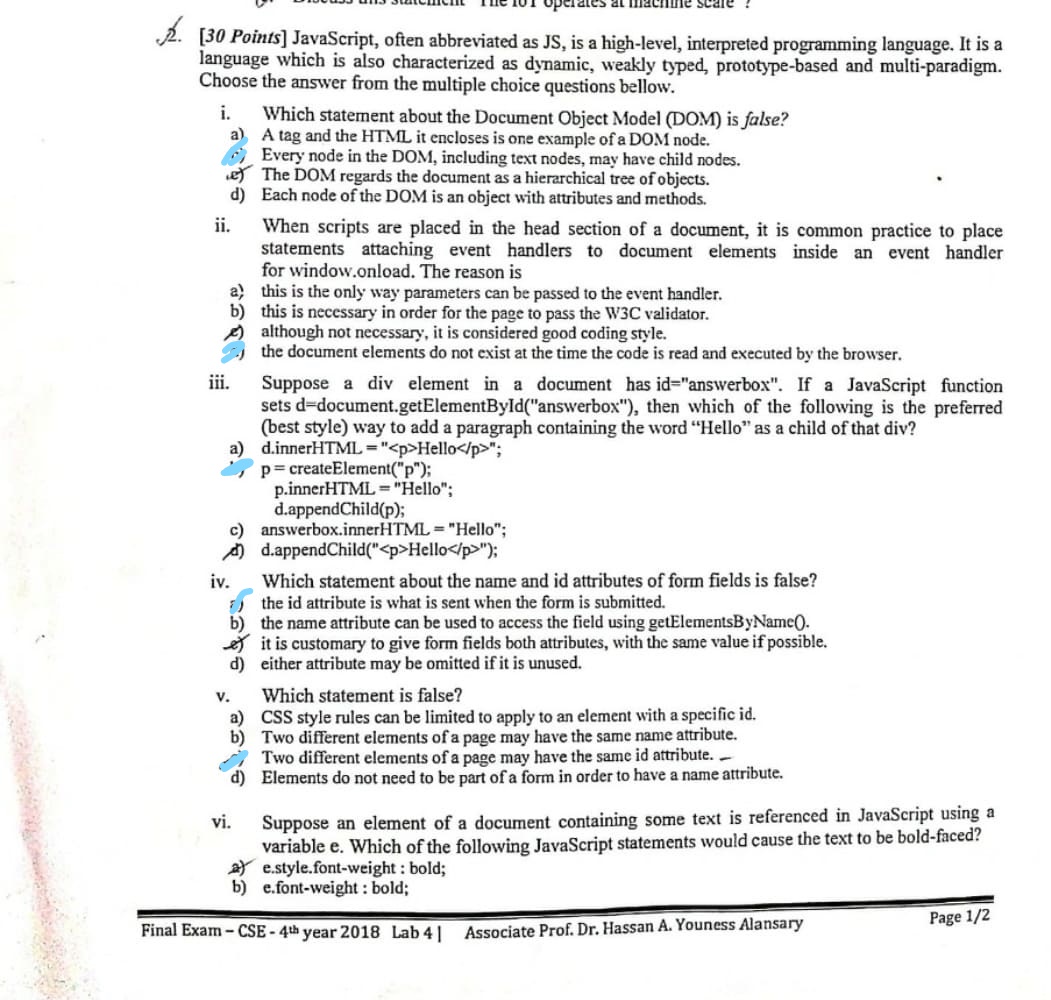 2. [30 Points] JavaScript, often abbreviated as JS, is a high-level, interpreted programming language. It is a
language which is also characterized as dynamic, weakly typed, prototype-based and multi-paradigm.
Choose the answer from the multiple choice questions bellow.
i. Which statement about the Document Object Model (DOM) is false?
a) A tag and the HTML it encloses is one example of a DOM node.
Every node in the DOM, including text nodes, may have child nodes.
c) The DOM regards the document as a hierarchical tree of objects.
d) Each node of the DOM is an object with attributes and methods.
ii. When scripts are placed in the head section of a document, it is common practice to place
statements attaching event handlers to document elements inside an event handler
for window.onload. The reason is
a) this is the only way parameters can be passed to the event handler.
b) this is necessary in order for the page to pass the W3C validator.
c) although not necessary, it is considered good coding style.
the document elements do not exist at the time the code is read and executed by the browser.
iii. Suppose a div element in a document has id="answerbox". If a JavaScript function
sets d=document.getElementById("answerbox"), then which of the following is the preferred
(best style) way to add a paragraph containing the word “Hello” as a child of that div?
a) d.innerHTML = "<p>Hello</p>";
p = createElement("p");
p.innerHTML = "Hello";
d.appendChild(p);
c) answerbox.innerHTML = "Hello";
d) d.appendChild("<p>Hello</p>");
iv. Which statement about the name and id attributes of form fields is false?
the id attribute is what is sent when the form is submitted.
b) the name attribute can be used to access the field using getElementsByName().
c) it is customary to give form fields both attributes, with the same value if possible.
d) either attribute may be omitted if it is unused.
v. Which statement is false?
a) CSS style rules can be limited to apply to an element with a specific id.
b) Two different elements of a page may have the same name attribute.
Two different elements of a page may have the same id attribute.
d) Elements do not need to be part of a form in order to have a name attribute.
vi. Suppose an element of a document containing some text is referenced in JavaScript using a
variable e. Which of the following JavaScript statements would cause the text to be bold-faced?
a) e.style.font-weight : bold;
b) e.font-weight : bold;
Final Exam – CSE - 4th year 2018 Lab 4 | Associate Prof. Dr. Hassan A. Youness Alansary Page 1/2